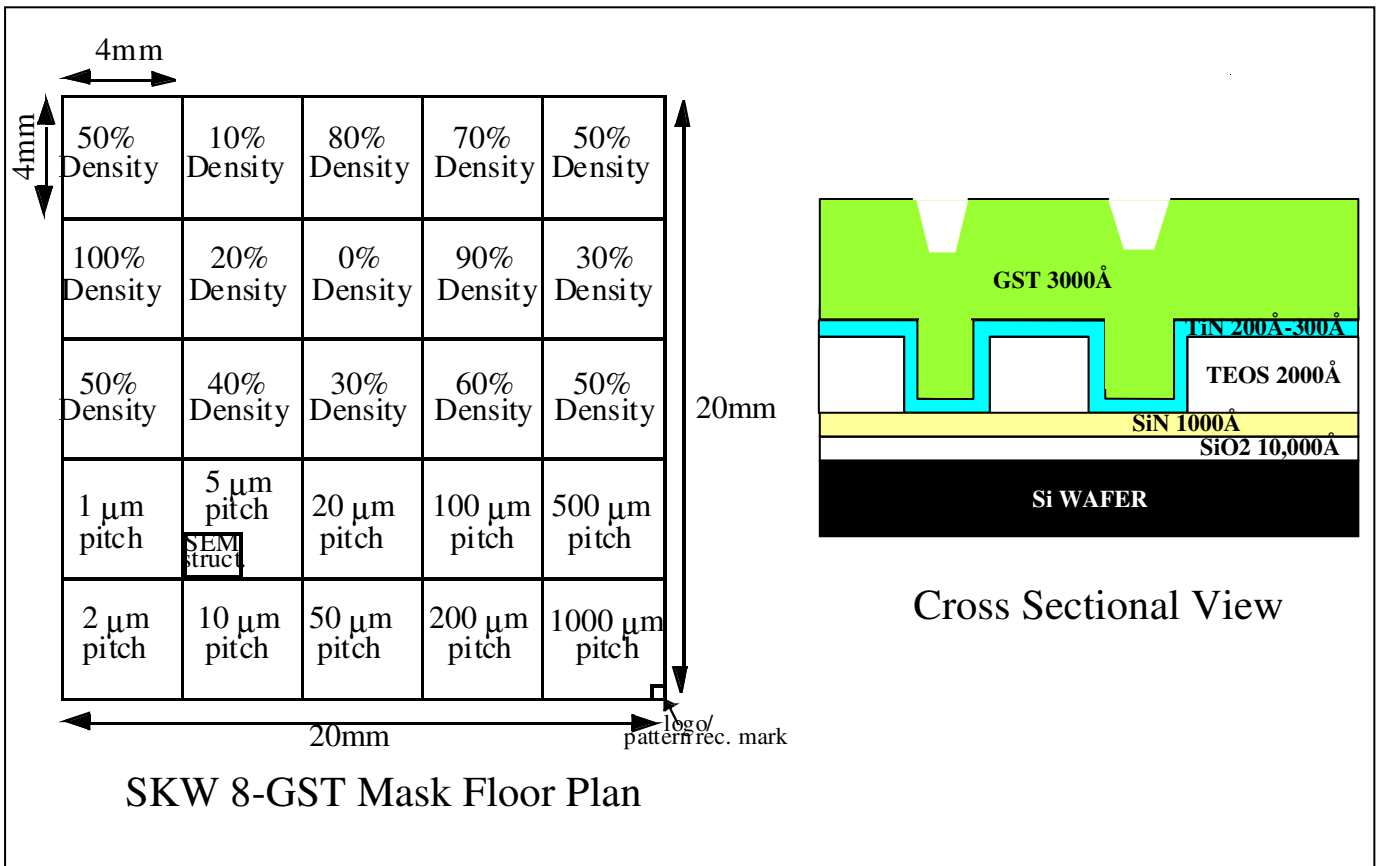 4mm
4mm
50%
Density
10%
Density
80%
Density
70%
Density
50%
Density
100%
Density
20%
Density
0%
Density
90%
Density
30%
Density
50%
Density
40%
Density
30%
Density
60%
Density
50%
Density
1 μm
pitch
5 μm
pitch
SEM
struct.
20 μm
pitch
100 μm
pitch
500 μm
pitch
2 μm
pitch
10 μm
pitch
50 μm
pitch
200 μm
pitch
1000 μm
pitch
20mm
20mm
logo/
pattern rec. mark
SKW 8-GST Mask Floor Plan
GST 3000Å
TiN 200Å-300Å
TEOS 2000Å
SiN 1000Å
SiO2 10,000Å
Si WAFER
Cross Sectional View